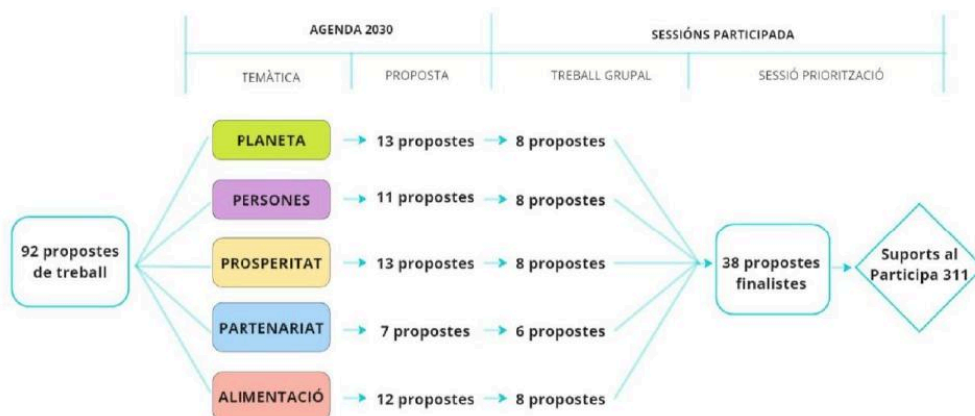 AGENDA 2030
SESSIÓNS PARTICIPADA
TEMÀTICA
PROPOSTA
TREBALL GRUPAL
SESSIÓ PRIORITZACIÓ
92 propostes
de treball
PLANETA
13 propostes
8 propostes
PERSONES
11 propostes
8 propostes
PROSPERITAT
13 propostes
8 propostes
PARTENARIAT
7 propostes
6 propostes
ALIMENTACIÓ
12 propostes
8 propostes
38 propostes
finalistes
Suports al
Participa 311